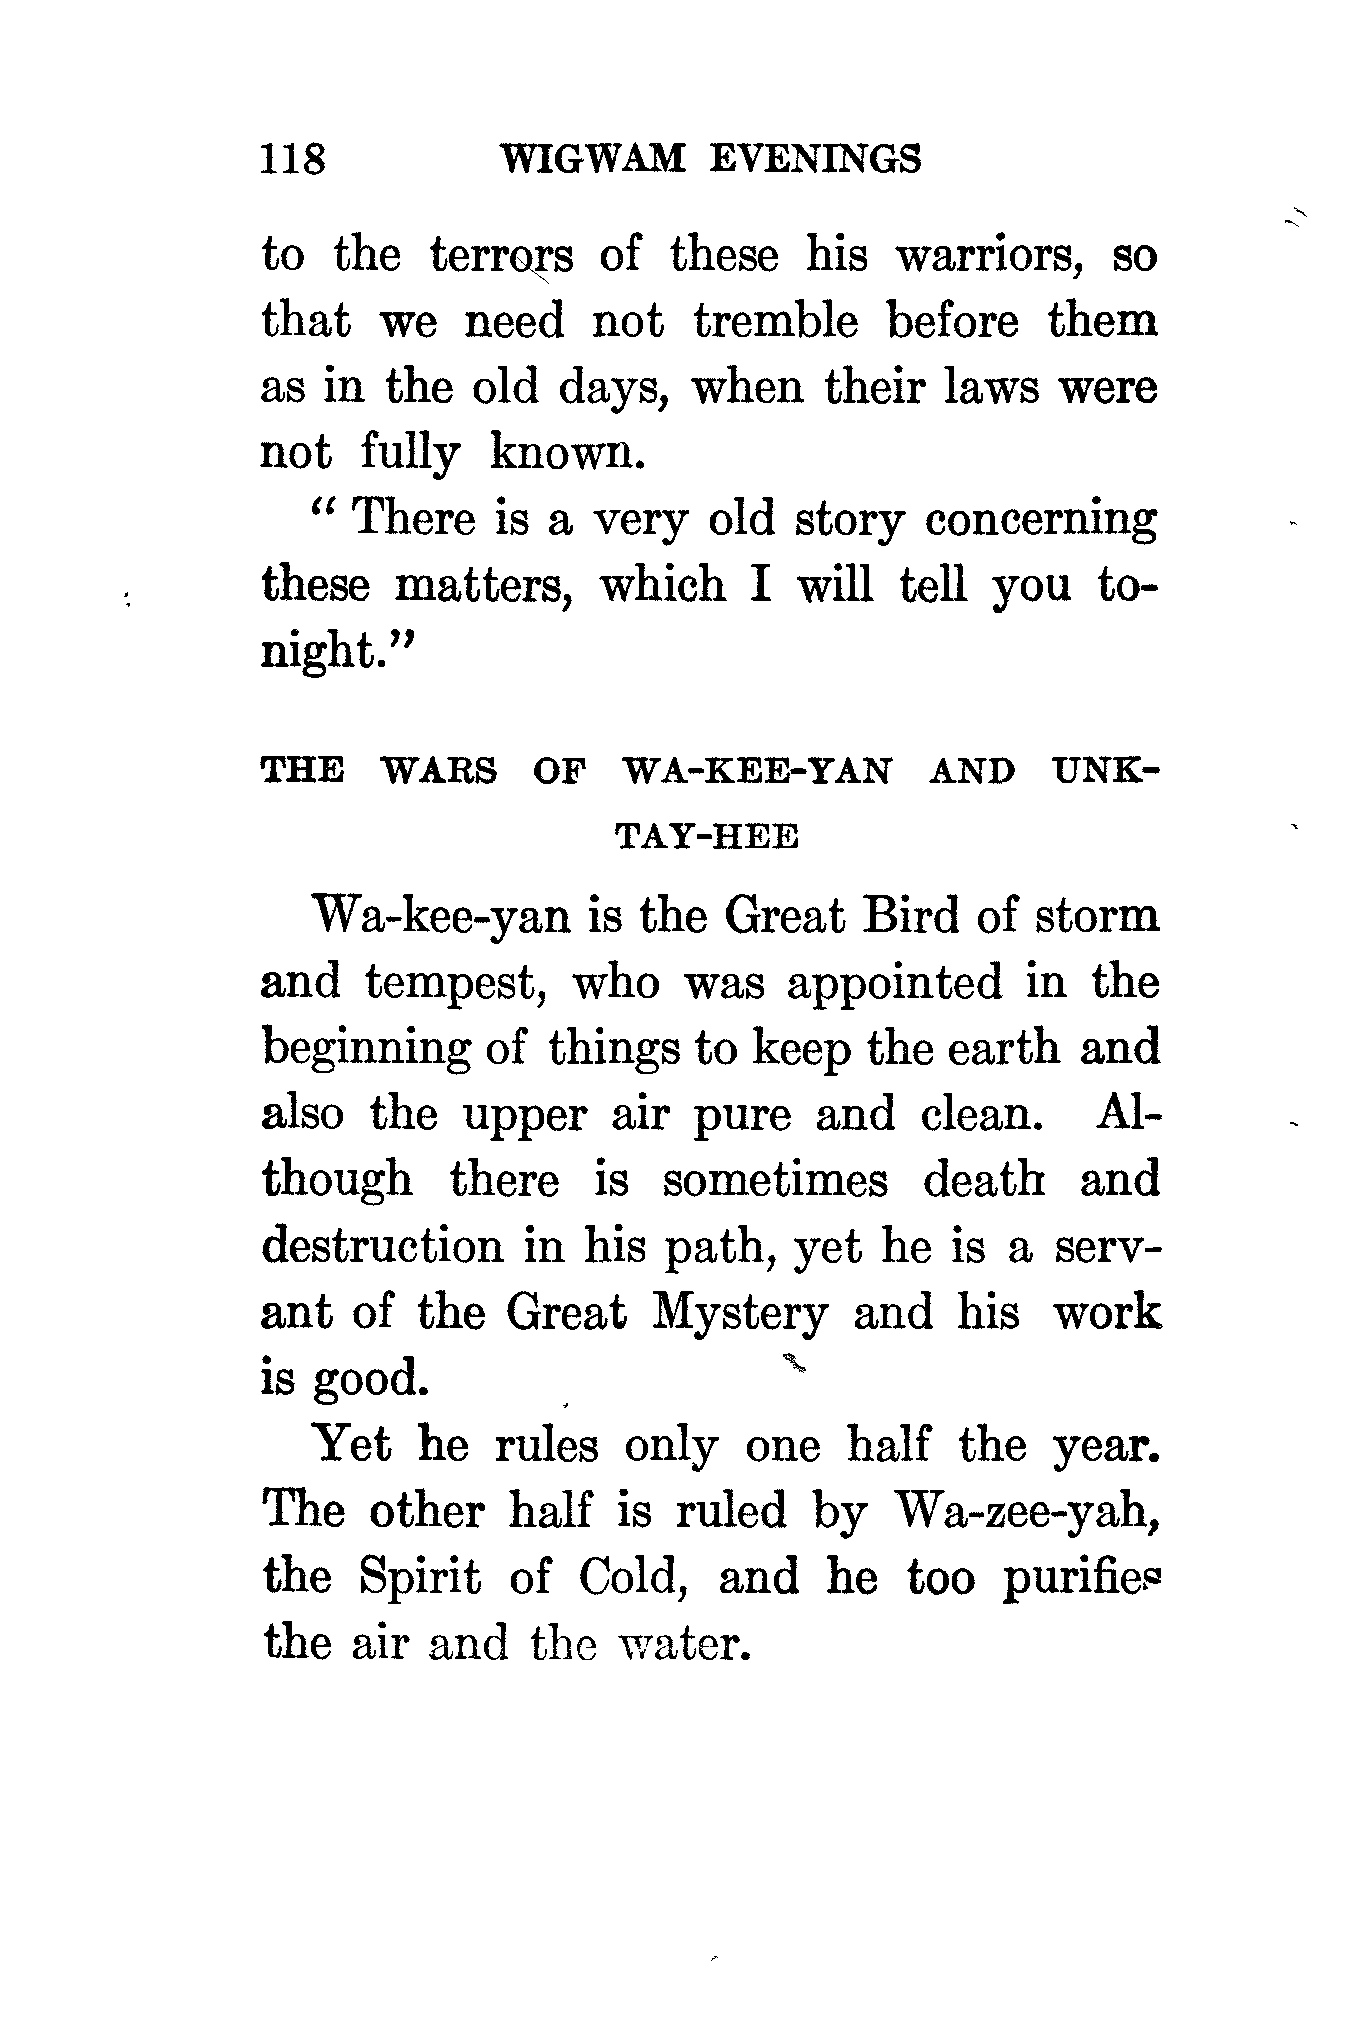 118 WIGWAM EVENINGS
to the terrors of these his warriors, so
that we need not tremble before them
as in the old days, when their laws were
not fully known.
“ There is a very old story concerning
these matters, which I will tell you to-
night.”
THE WARS OF WA-KEE-YAN AND UNK-
TAY-HEE
Wa-kee-yan is the Great Bird of storm
and tempest, who was appointed in the
beginning of things to keep the earth and
also the upper air pure and clean. Al-
though there is sometimes death and
destruction in his path, yet he is a serv-
ant of the Great Mystery and his work
is good.
Yet he rules only one half the year.
The other half is ruled by Wa-zee-yah,
the Spirit of Cold, and he too purifies
the air and the water.